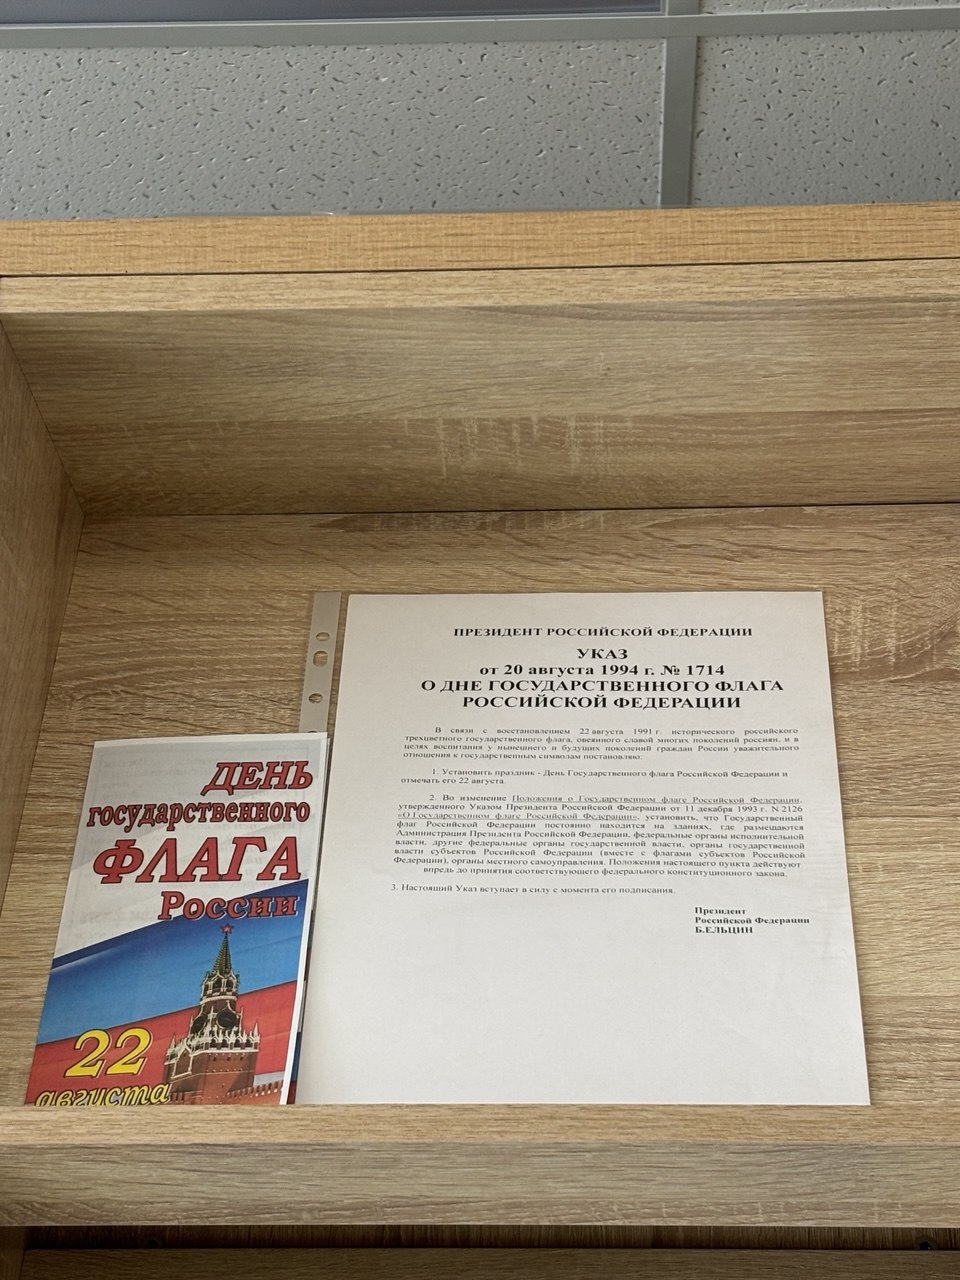 ДЕНЬ
государственного
ФЛАГА
России
22
августа
ПРЕЗИДЕНТ РОССИЙСКОЙ ФЕДЕРАЦИИ
УКАЗ
от 20 августа 1994 г. № 1714
О ДНЕ ГОСУДАРСТВЕННОГО ФЛАГА
РОССИЙСКОЙ ФЕДЕРАЦИИ
В связи с восстановлением 22 августа 1991 г. исторического российского
трехцветного государственного флага, овеянного славой многих поколений россиян, и в
целях воспитания у нынешнего и будущих поколений граждан России уважительного
отношения к государственным символам постановляю:
1. Установить праздник - День Государственного флага Российской Федерации и
отмечать его 22 августа.
2. Во изменение Положения о Государственном флаге Российской Федерации,
утвержденного Указом Президента Российской Федерации от 11 декабря 1993 г. N 2126
«О Государственном флаге Российской Федерации», установить, что Государственный
флаг Российской Федерации постоянно находится на зданиях, где размещаются
Администрация Президента Российской Федерации, федеральные органы исполнительной
власти, другие федеральные органы государственной власти, органы государственной
власти субъектов Российской Федерации (вместе с флагами субъектов Российской
Федерации), органы местного самоуправления. Положения настоящего пункта действуют
впредь до принятия соответствующего федерального конституционного закона.
3. Настоящий Указ вступает в силу с момента его подписания.
Президент
Российской Федерации
Б.ЕЛЬЦИН